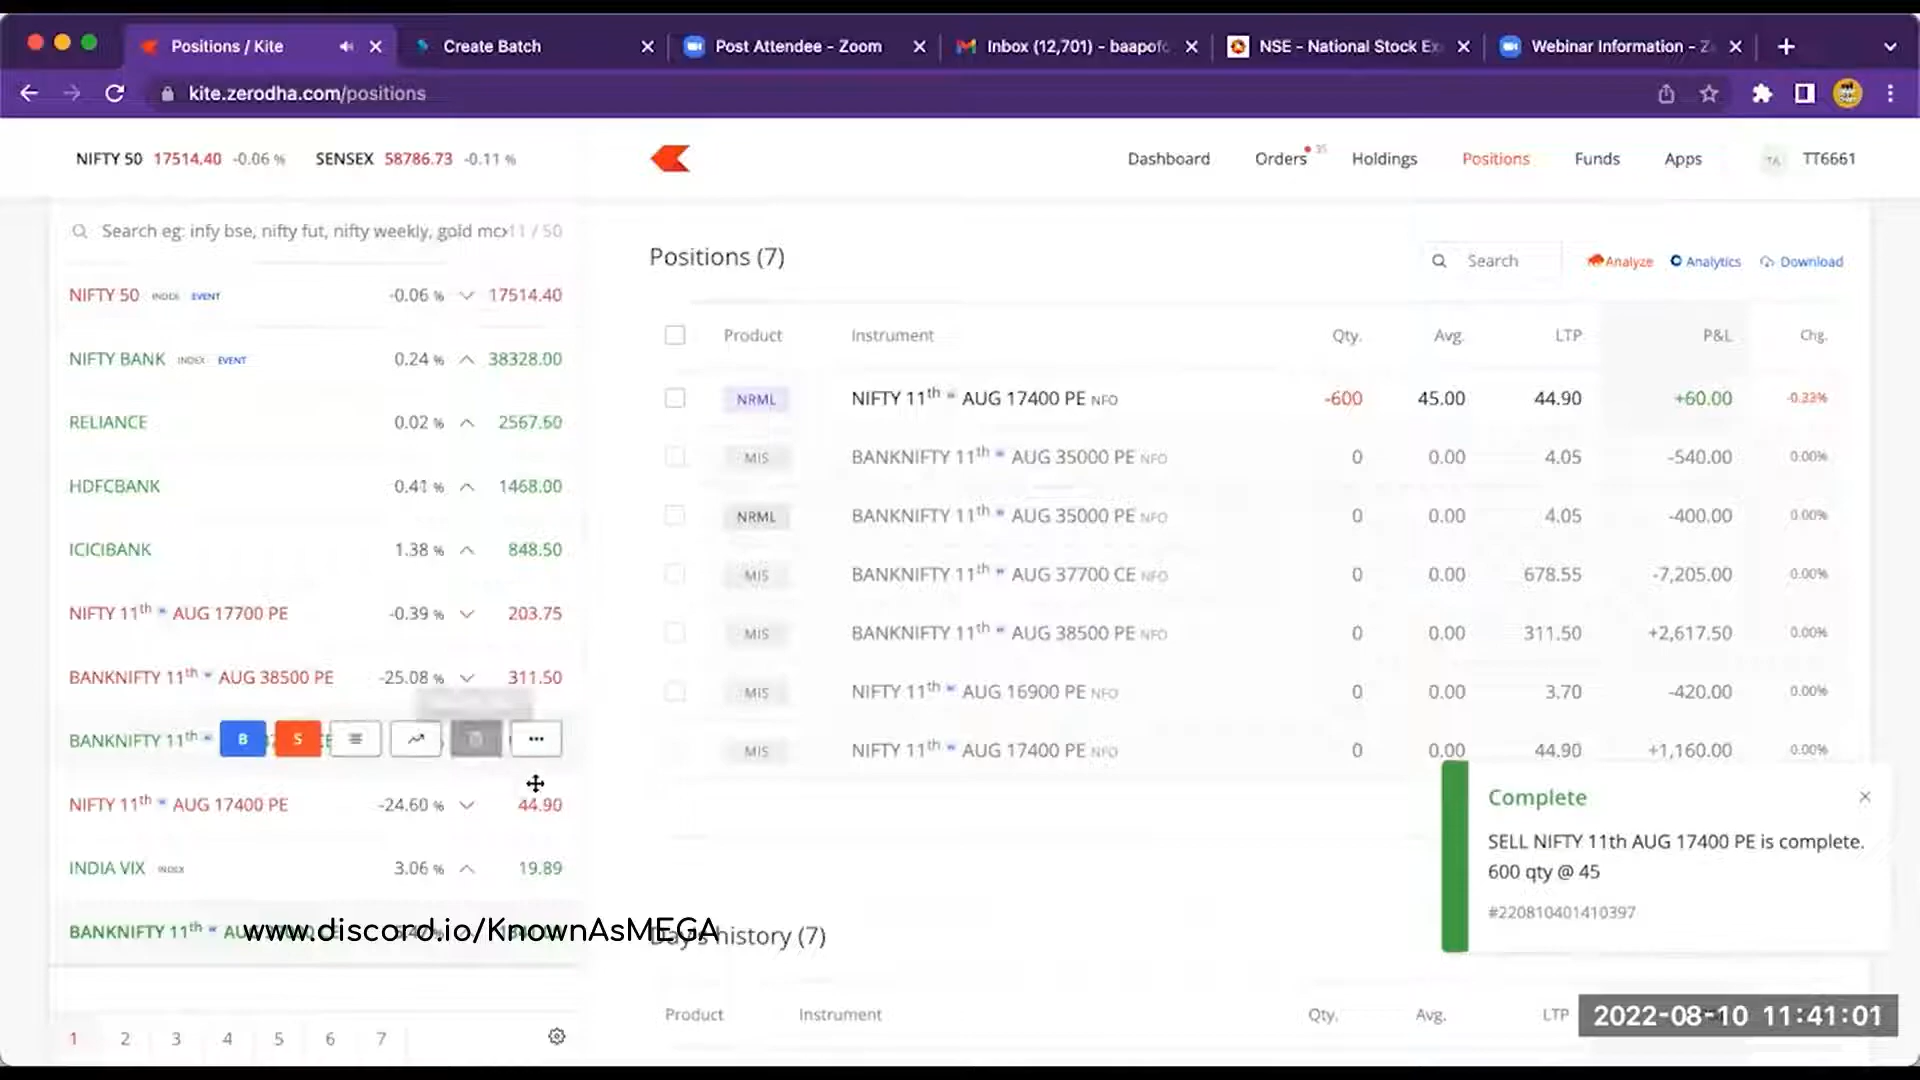 Positions / Kite
Create Batch
Post Attendee - Zoom
Inbox (12,701) - baapofc
NSE - National Stock Ex
Webinar Information - Z
kite.zerodha.com/positions
NIFTY 50 17514.40 -0.06 % SENSEX 58786.73 -0.11 %
Dashboard Orders 35 Holdings Positions Funds Apps TT6661
Search eg: infy bse, nifty fut, nifty weekly, gold mcx 11 / 50
NIFTY 50 INDEX EVENT -0.06 % 17514.40
NIFTY BANK INDEX EVENT 0.24 % 38328.00
RELIANCE 0.02 % 2567.60
HDFCBANK 0.41 % 1468.00
ICICIBANK 1.38 % 848.50
NIFTY 11th w AUG 17700 PE -0.39 % 203.75
BANKNIFTY 11th w AUG 38500 PE -25.08 % 311.50
BANKNIFTY 11th B S
NIFTY 11th w AUG 17400 PE -24.60 % 44.90
INDIA VIX INDEX 3.06 % 19.89
BANKNIFTY 11th w
www.discord.io/KnownAsMEGA
1 2 3 4 5 6 7
Positions (7)
Search Analyze Analytics Download
Product Instrument Qty. Avg. LTP P&L Chg.
NRML NIFTY 11th w AUG 17400 PE NFO -600 45.00 44.90 +60.00 -0.22%
MIS BANKNIFTY 11th w AUG 35000 PE NFO 0 0.00 4.05 -540.00 0.00%
NRML BANKNIFTY 11th w AUG 35000 PE NFO 0 0.00 4.05 -400.00 0.00%
MIS BANKNIFTY 11th w AUG 37700 CE NFO 0 0.00 678.55 -7,205.00 0.00%
MIS BANKNIFTY 11th w AUG 38500 PE NFO 0 0.00 311.50 +2,617.50 0.00%
MIS NIFTY 11th w AUG 16900 PE NFO 0 0.00 3.70 -420.00 0.00%
MIS NIFTY 11th w AUG 17400 PE NFO 0 0.00 44.90 +1,160.00 0.00%
Complete
SELL NIFTY 11th AUG 17400 PE is complete.
600 qty @ 45
#220810401410397
Day's history (7)
Product Instrument Qty. Avg. LTP
2022-08-10 11:41:01